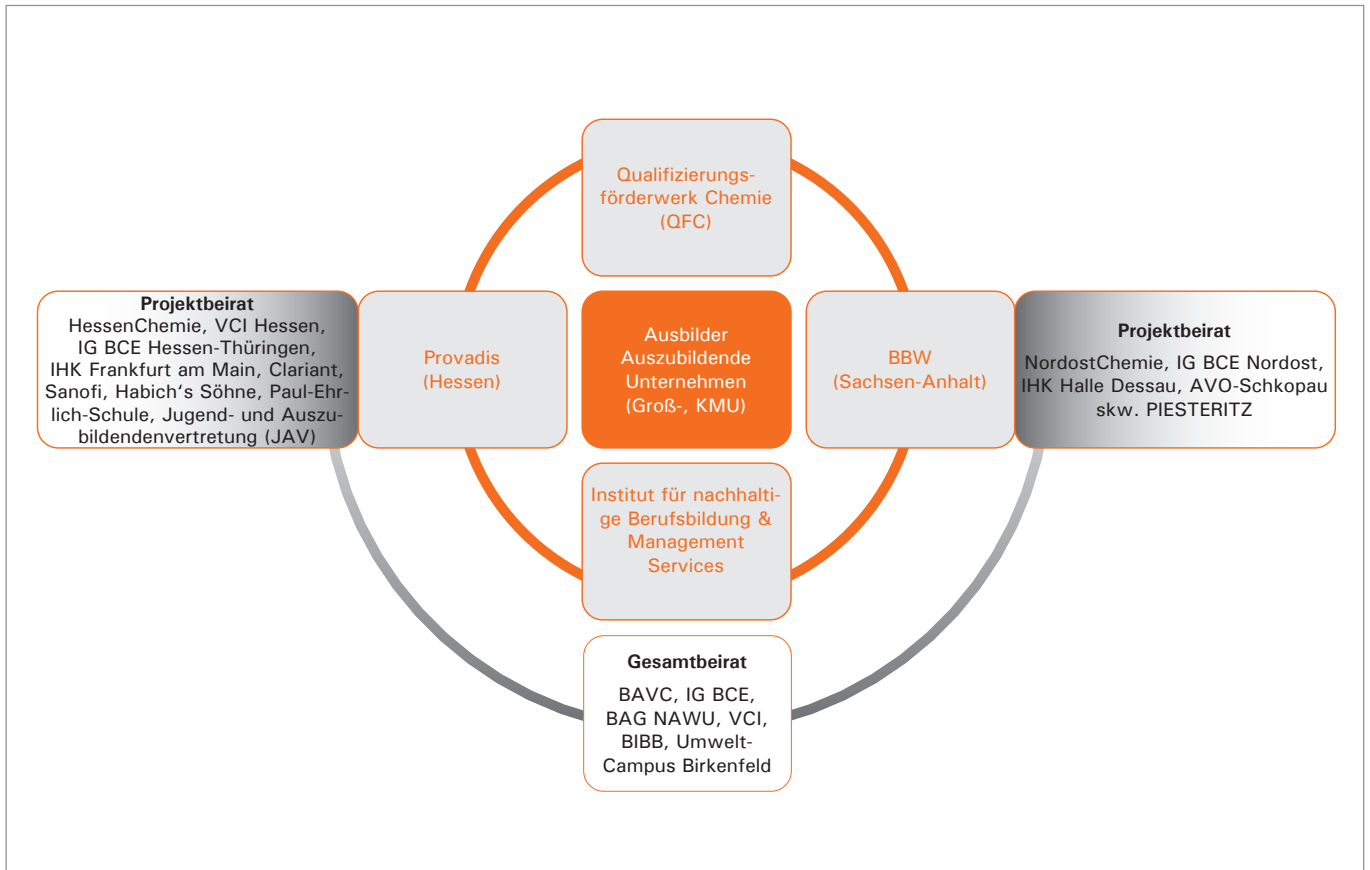 Qualifizierungs-
förderwerk Chemie
(QFC)
Projektbeirat
HessenChemie, VCI Hessen,
IG BCE Hessen-Thüringen,
IHK Frankfurt am Main, Clariant,
Sanofi, Habich‘s Söhne, Paul-Ehr-
lich-Schule, Jugend- und Auszu-
bildendenvertretung (JAV)
Provadis
(Hessen)
Ausbilder
Auszubildende
Unternehmen
(Groß-, KMU)
BBW
(Sachsen-Anhalt)
Projektbeirat
NordostChemie, IG BCE Nordost,
IHK Halle Dessau, AVO-Schkopau
skw. PIESTERITZ
Institut für nachhalti-
ge Berufsbildung &
Management
Services
Gesamtbeirat
BAVC, IG BCE,
BAG NAWU, VCI,
BIBB, Umwelt-
Campus Birkenfeld